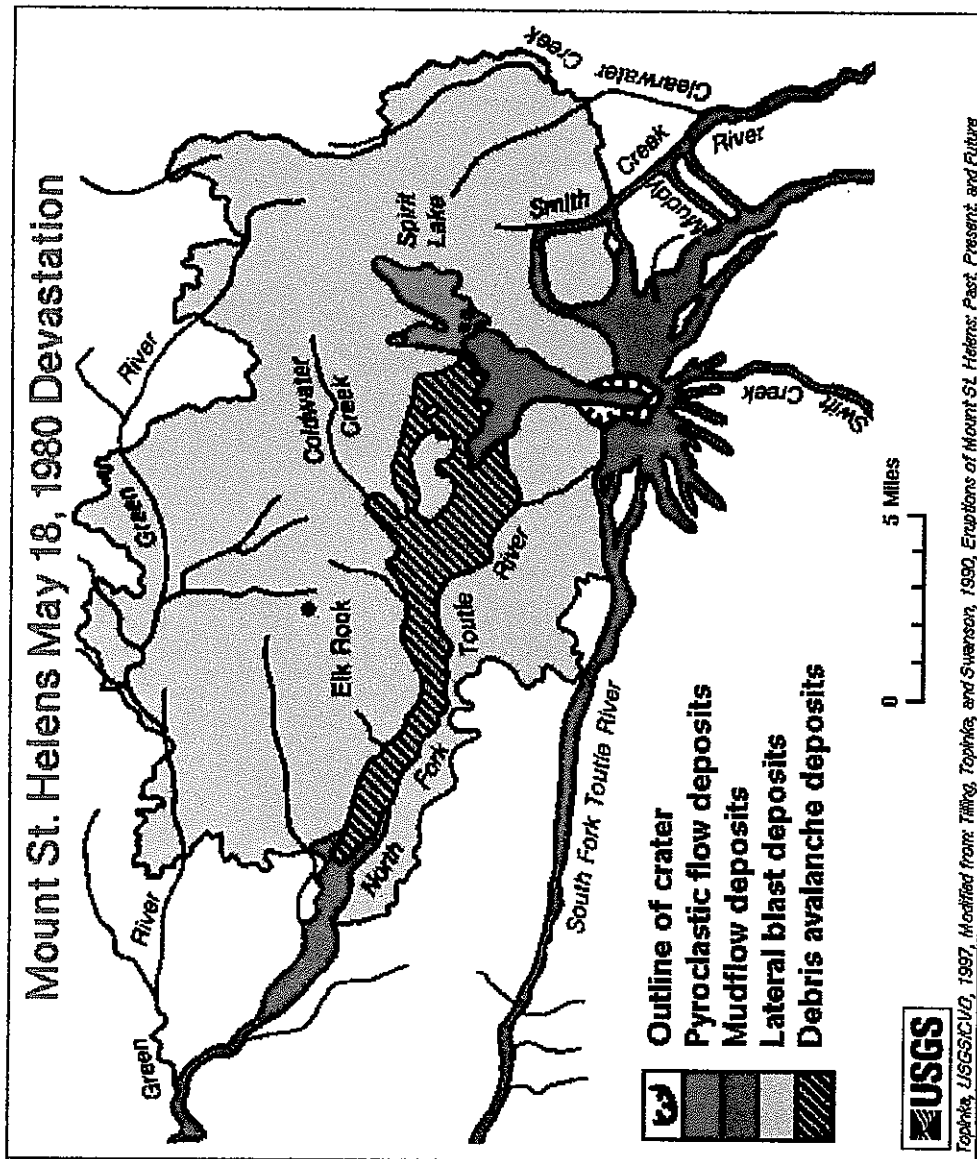 Mount St. Helens May 18, 1980 Devastation
Green
River
Green
River
Elk Rock
Coldwater
Creek
Spirit
Lake
North
Fork
Toutle
River
South Fork Toutle River
Smith
Creek
Muddy
River
Clearwater
Creek
Swift
Creek
Outline of crater
Pyroclastic flow deposits
Mudflow deposits
Lateral blast deposits
Debris avalanche deposits
0
5 Miles
USGS
Topinka, USGS/CVO, 1997, Modified from: Tilling, Topinka, and Swanson, 1990, Eruptions of Mount St. Helens: Past, Present, and Future